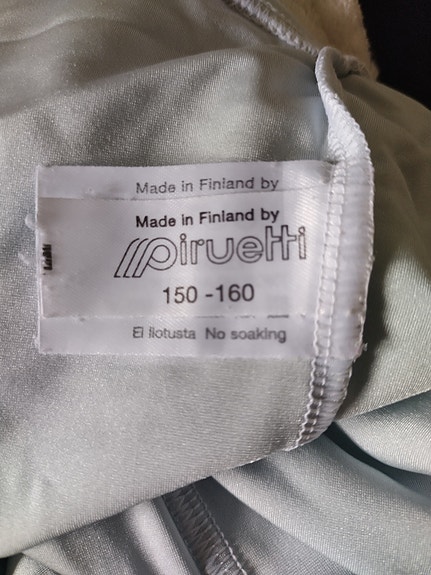 Made in Finland by
Made in Finland by
piruetti
150 - 160
Ei liotusta No soaking